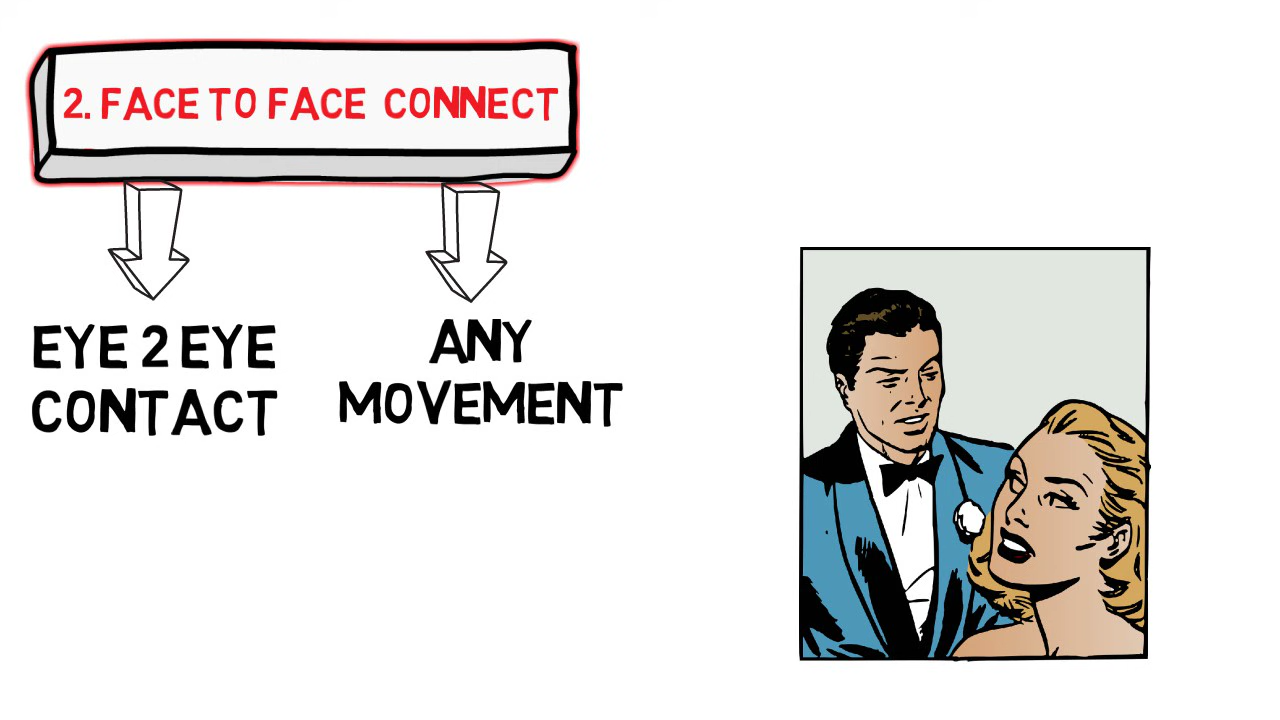 2. FACE TO FACE CONNECT
EYE 2 EYE
CONTACT
ANY
MOVEMENT